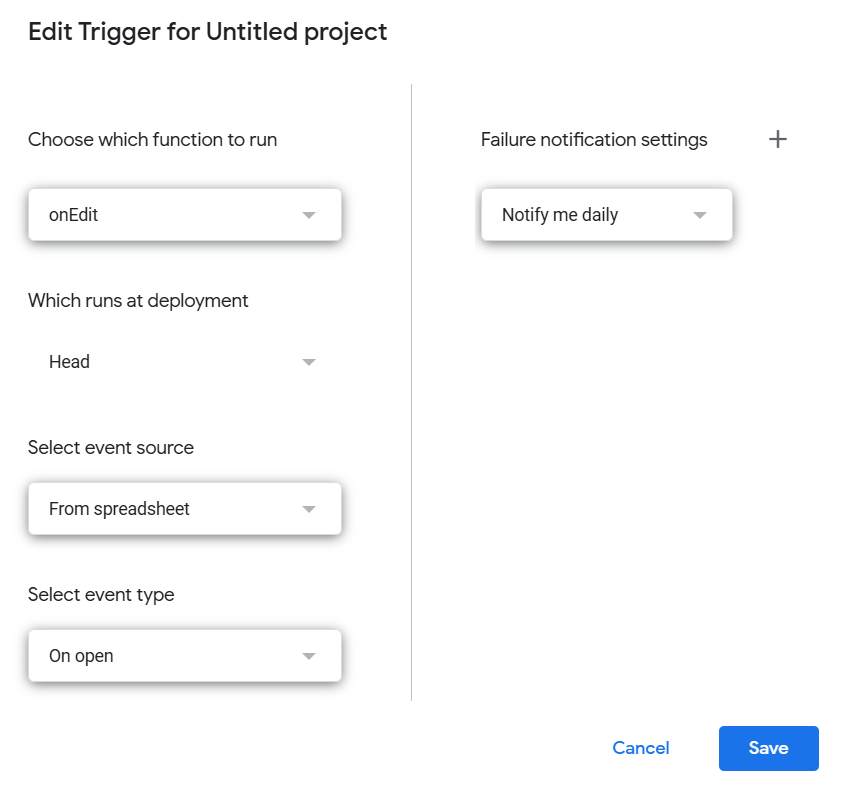 Edit Trigger for Untitled project
Choose which function to run
onEdit
Which runs at deployment
Head
Select event source
From spreadsheet
Select event type
On open
Failure notification settings
Notify me daily
Cancel
Save